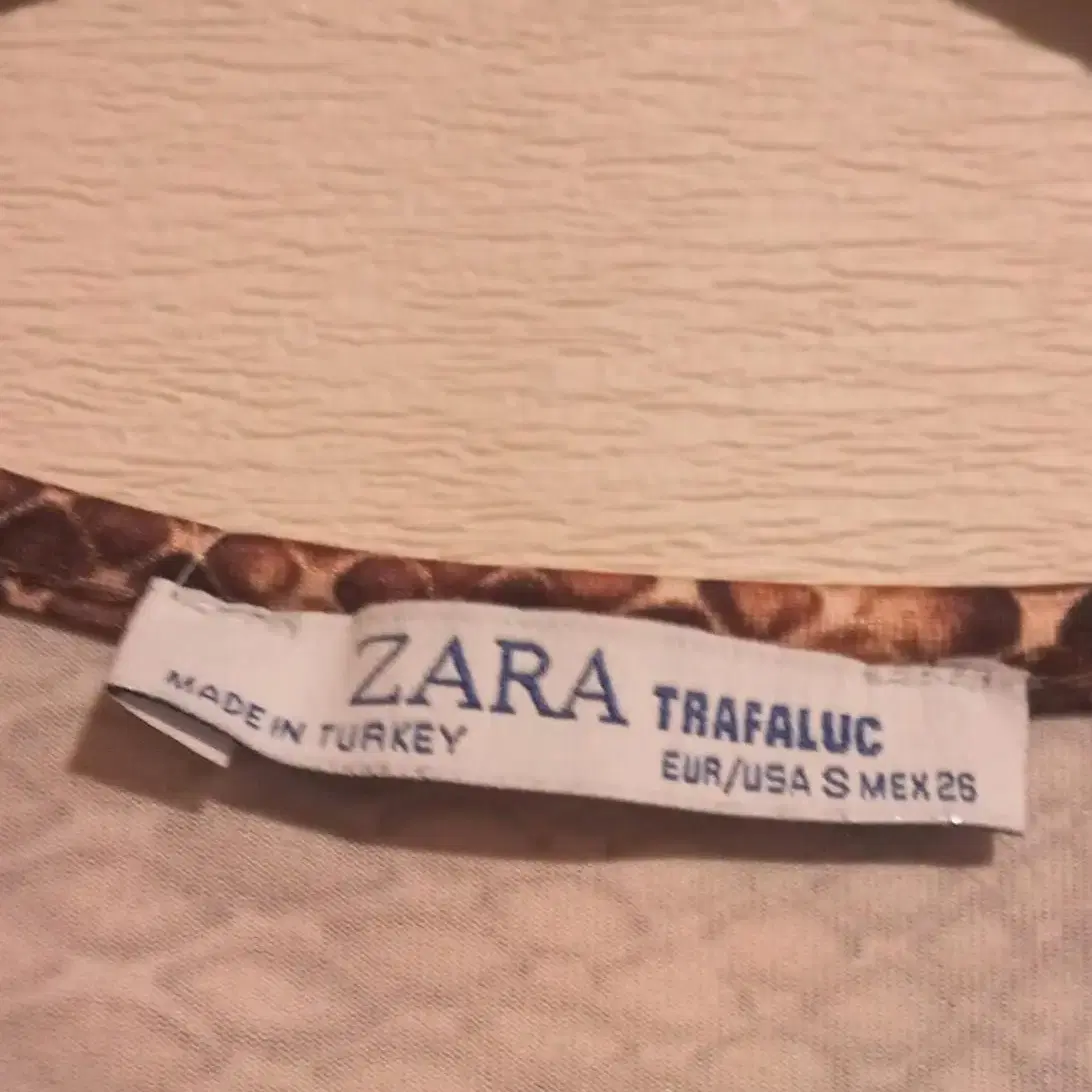 ZARA TRAFALUC
MADE IN TURKEY
EUR/USA S MEX 26